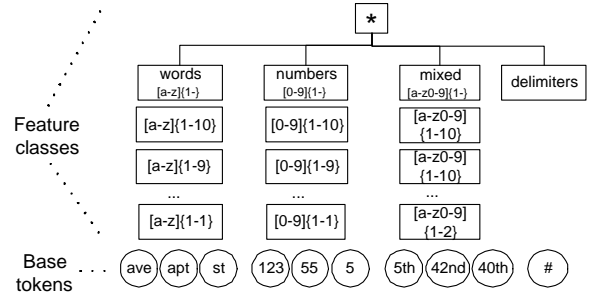 *
words
[a-z]{1-}
numbers
[0-9]{1-}
mixed
[a-z0-9]{1-}
delimiters
Feature
classes
[a-z]{1-10}
[0-9]{1-10}
[a-z0-9]
{1-10}
[a-z]{1-9}
[0-9]{1-9}
[a-z0-9]
{1-10}
...
...
...
[a-z]{1-1}
[0-9]{1-1}
[a-z0-9]
{1-2}
Base
tokens
ave
apt
st
123
55
5
5th
42nd
40th
#